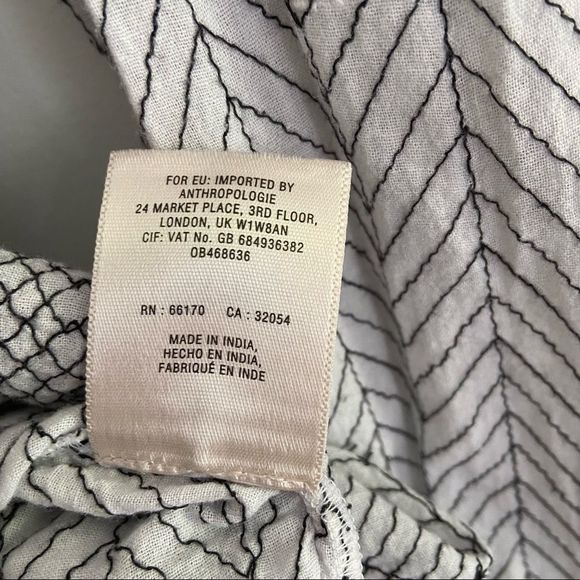 FOR EU: IMPORTED BY
ANTHROPOLOGIE
24 MARKET PLACE, 3RD FLOOR,
LONDON, UK W1W8AN
CIF: VAT No. GB 684936382
OB468636
RN : 66170 CA : 32054
MADE IN INDIA,
HECHO EN INDIA,
FABRIQUÉ EN INDE